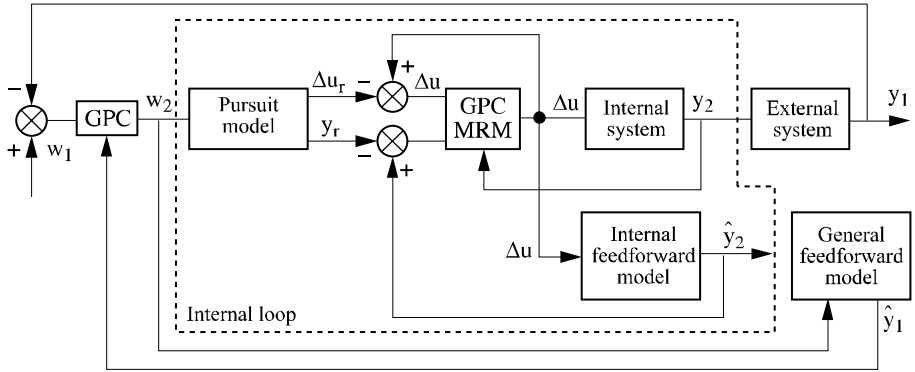 −
+
w₁
GPC
w₂
Pursuit
model
Δuᵣ
yᵣ
−
+
Δu
−
+
GPC
MRM
Δu
Internal
system
y₂
External
system
y₁
Δu
Internal
feedforward
model
ŷ₂
General
feedforward
model
ŷ₁
Internal loop